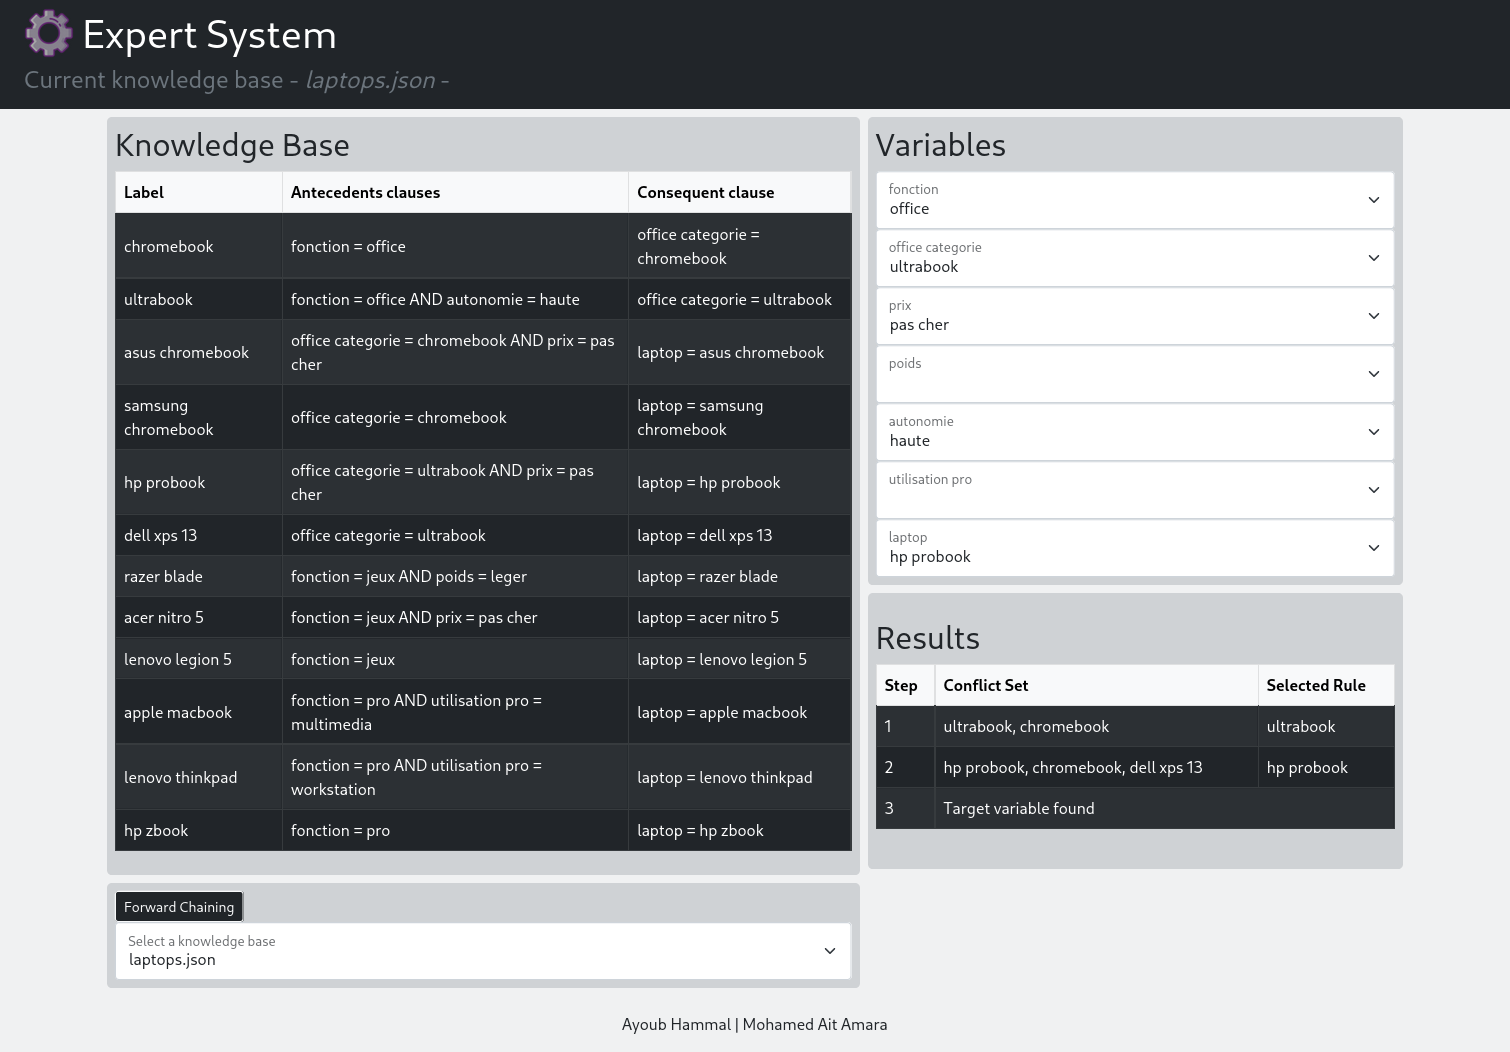 Expert System
Current knowledge base - laptops.json -
Knowledge Base
Label Antecedents clauses Consequent clause
chromebook fonction = office office categorie =
chromebook
ultrabook fonction = office AND autonomie = haute office categorie = ultrabook
asus chromebook office categorie = chromebook AND prix = pas
cher laptop = asus chromebook
samsung
chromebook office categorie = chromebook laptop = samsung
chromebook
hp probook office categorie = ultrabook AND prix = pas
cher laptop = hp probook
dell xps 13 office categorie = ultrabook laptop = dell xps 13
razer blade fonction = jeux AND poids = leger laptop = razer blade
acer nitro 5 fonction = jeux AND prix = pas cher laptop = acer nitro 5
lenovo legion 5 fonction = jeux laptop = lenovo legion 5
apple macbook fonction = pro AND utilisation pro =
multimedia laptop = apple macbook
lenovo thinkpad fonction = pro AND utilisation pro =
workstation laptop = lenovo thinkpad
hp zbook fonction = pro laptop = hp zbook
Forward Chaining
Select a knowledge base
laptops.json
Variables
fonction
office
office categorie
ultrabook
prix
pas cher
poids
autonomie
haute
utilisation pro
laptop
hp probook
Results
Step Conflict Set Selected Rule
1 ultrabook, chromebook ultrabook
2 hp probook, chromebook, dell xps 13 hp probook
3 Target variable found
Ayoub Hammal | Mohamed Ait Amara